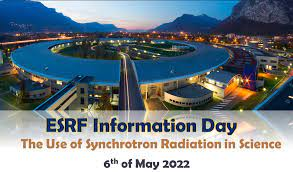 ESRF Information Day
The Use of Synchrotron Radiation in Science
6th of May 2022